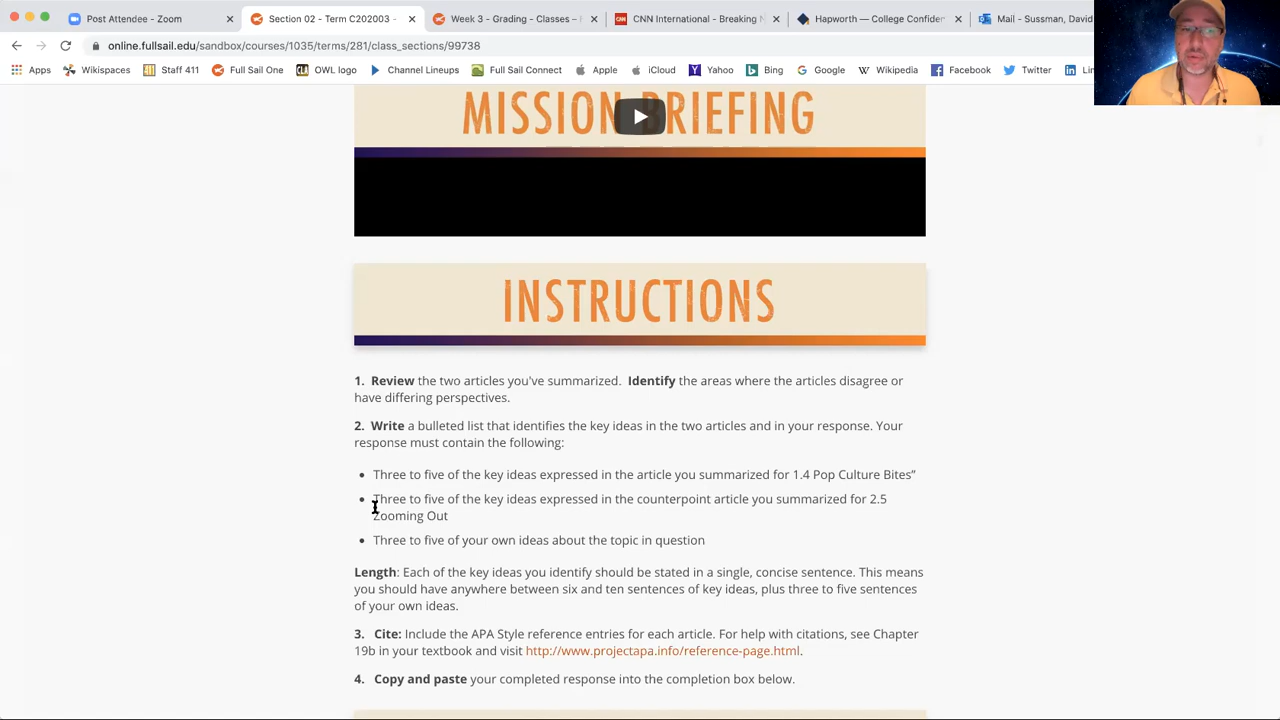 Post Attendee - Zoom
Section 02 - Term C202003 -
Week 3 - Grading - Classes –
CNN International - Breaking
Hapworth — College Confiden
Mail - Sussman, David
online.fullsail.edu/sandbox/courses/1035/terms/281/class_sections/99738
Apps Wikispaces Staff 411 Full Sail One OWL logo Channel Lineups Full Sail Connect Apple iCloud Yahoo Bing Google Wikipedia Facebook Twitter Lin
MISSION BRIEFING
INSTRUCTIONS
1. Review the two articles you've summarized. Identify the areas where the articles disagree or
have differing perspectives.
2. Write a bulleted list that identifies the key ideas in the two articles and in your response. Your
response must contain the following:
• Three to five of the key ideas expressed in the article you summarized for 1.4 Pop Culture Bites”
• Three to five of the key ideas expressed in the counterpoint article you summarized for 2.5
Zooming Out
• Three to five of your own ideas about the topic in question
Length: Each of the key ideas you identify should be stated in a single, concise sentence. This means
you should have anywhere between six and ten sentences of key ideas, plus three to five sentences
of your own ideas.
3. Cite: Include the APA Style reference entries for each article. For help with citations, see Chapter
19b in your textbook and visit http://www.projectapa.info/reference-page.html.
4. Copy and paste your completed response into the completion box below.